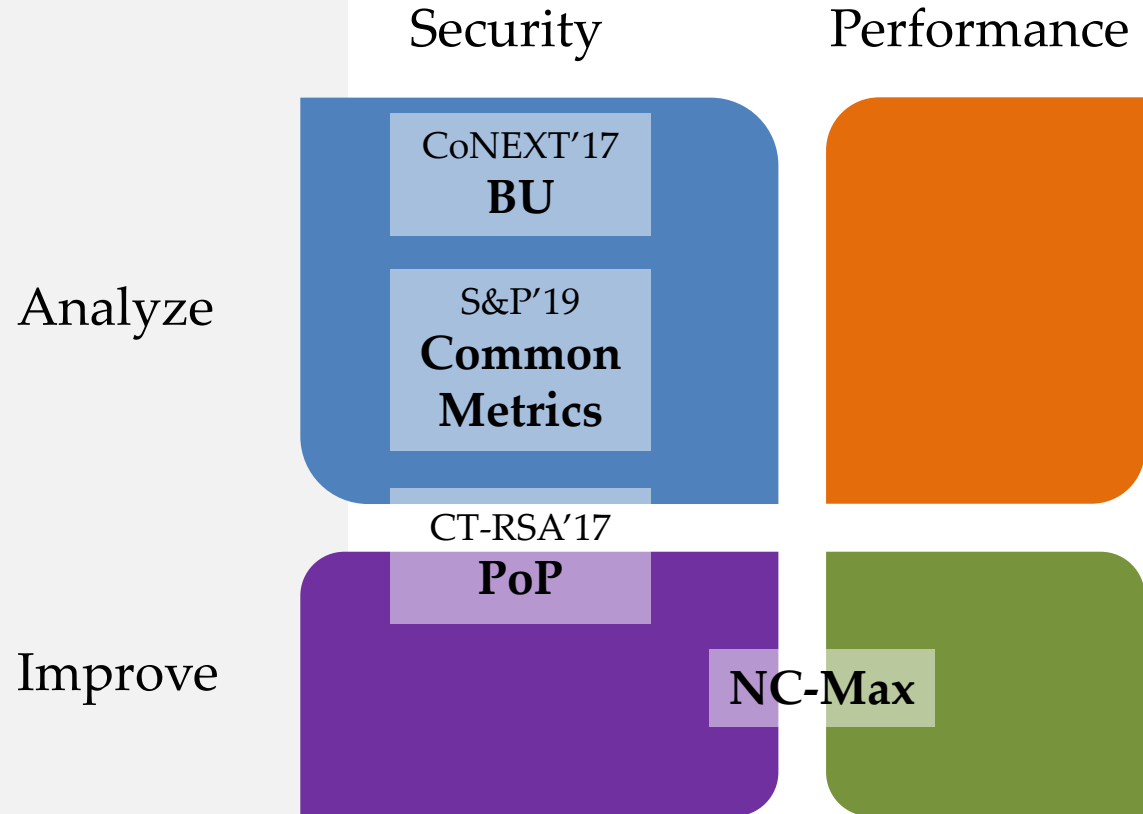 Security
Performance
CoNEXT’17
BU
Analyze
S&P’19
Common
Metrics
CT-RSA’17
PoP
Improve
NC-Max